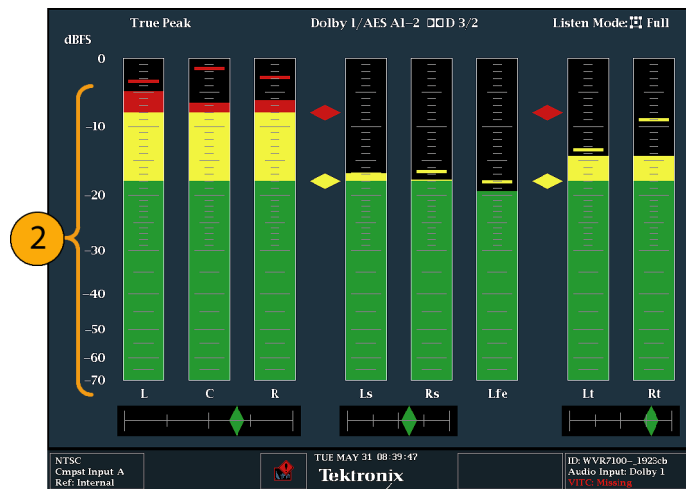 True Peak
Dolby 1/AES A1-2 DD D 3/2
Listen Mode: Full
dBFS
0
-10
-20
-30
-40
-50
-60
-70
2
L C R Ls Rs Lfe Lt Rt
NTSC
Cmpst Input A
Ref: Internal
TUE MAY 31 08:39:47
Tektronix
ID: WVR7100-_1925cb
Audio Input: Dolby 1
VITC: Missing